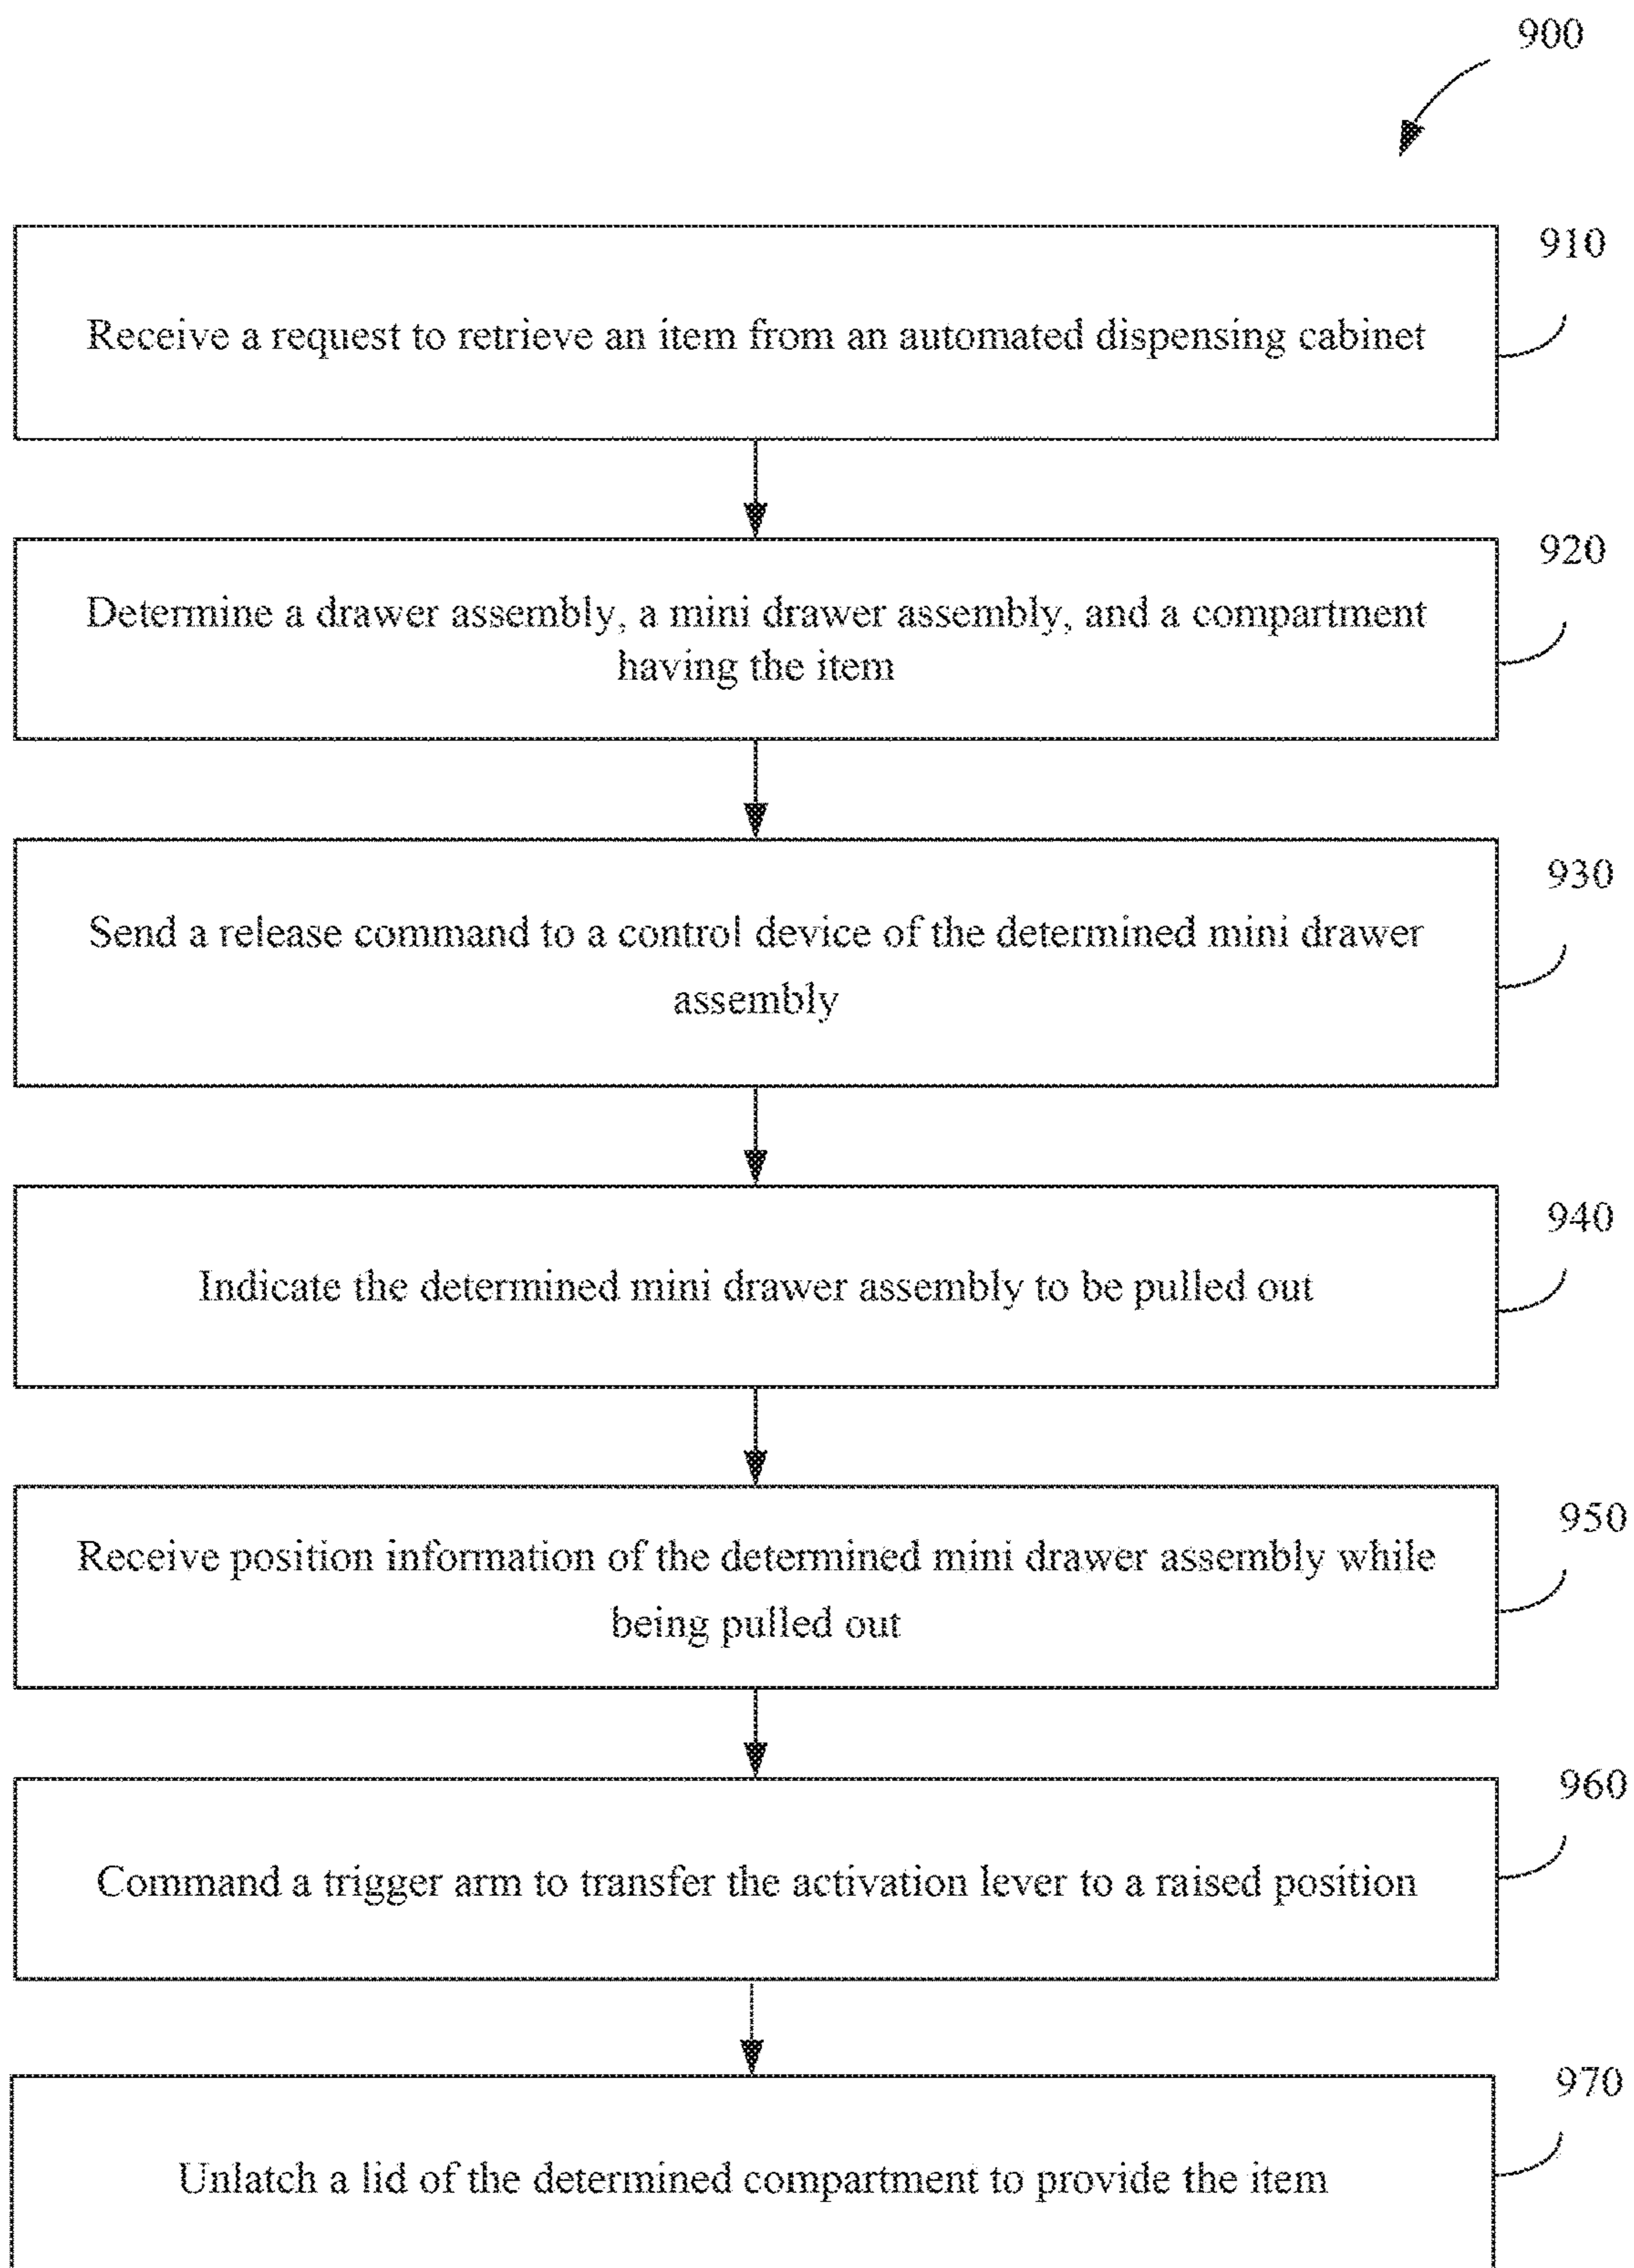 900
910
Receive a request to retrieve an item from an automated dispensing cabinet
920
Determine a drawer assembly, a mini drawer assembly, and a compartment
having the item
930
Send a release command to a control device of the determined mini drawer
assembly
940
Indicate the determined mini drawer assembly to be pulled out
950
Receive position information of the determined mini drawer assembly while
being pulled out
960
Command a trigger arm to transfer the activation lever to a raised position
970
Unlatch a lid of the determined compartment to provide the item